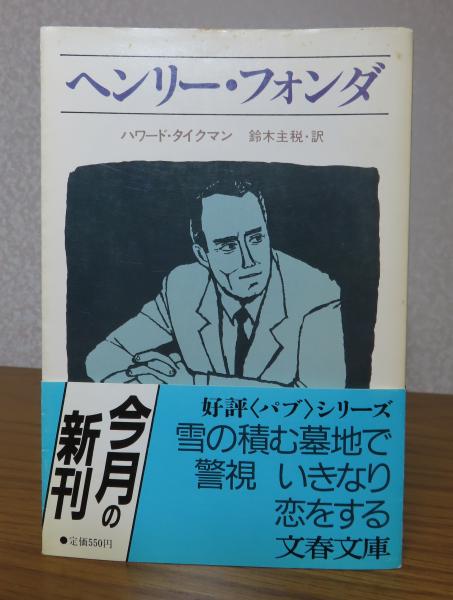 ヘンリー・フォンダ
ハワード・タイクマン　鈴木主税・訳
今月の
新刊
●定価550円
好評〈パブ〉シリーズ
雪の積む墓地で
警視　いきなり
恋をする
文春文庫